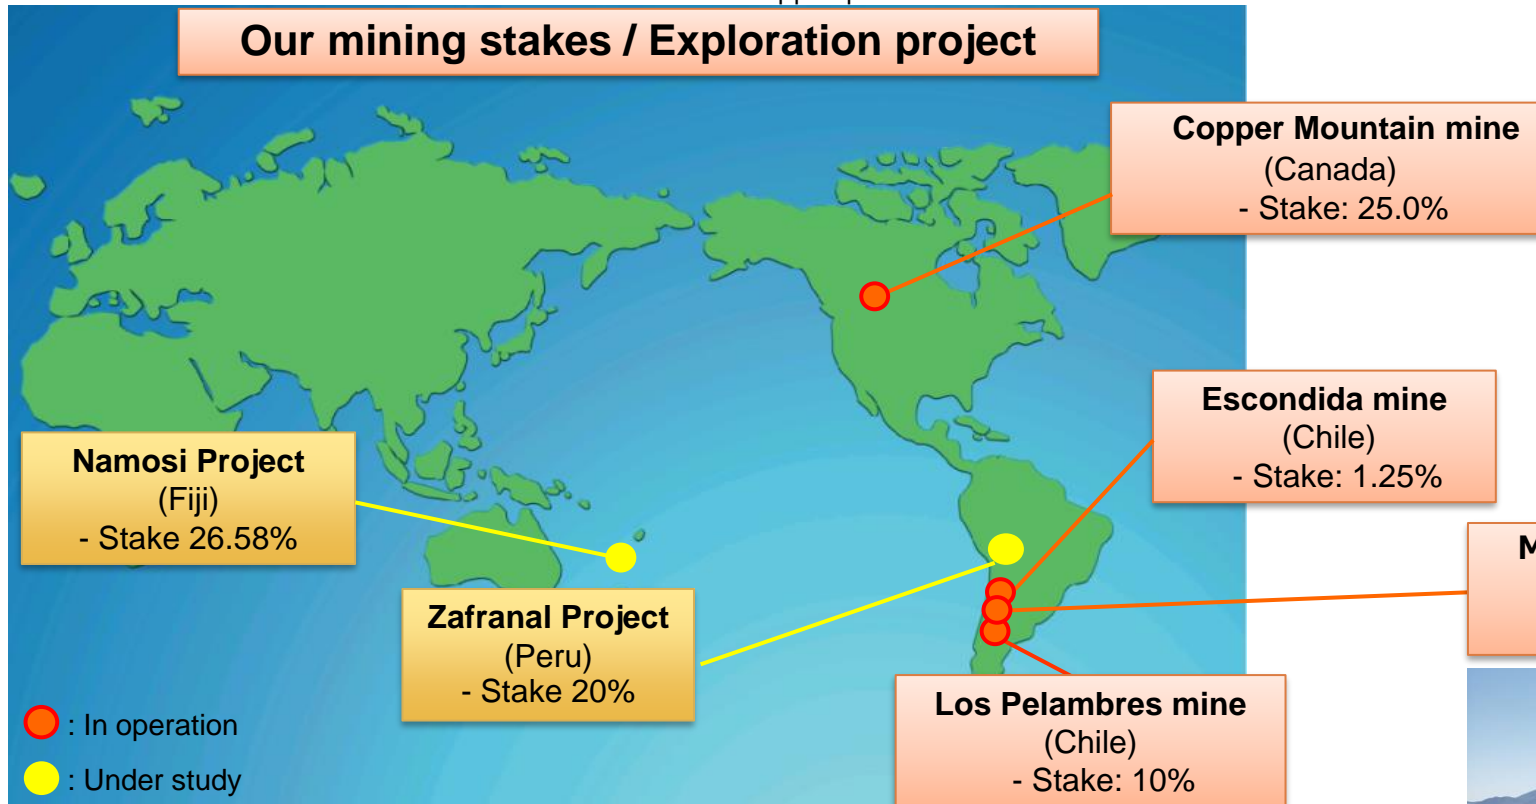 Our mining stakes / Exploration project
Copper Mountain mine
(Canada)
- Stake: 25.0%
Escondida mine
(Chile)
- Stake: 1.25%
Namosi Project
(Fiji)
- Stake 26.58%
Zafranal Project
(Peru)
- Stake 20%
Los Pelambres mine
(Chile)
- Stake: 10%
: In operation
: Under study